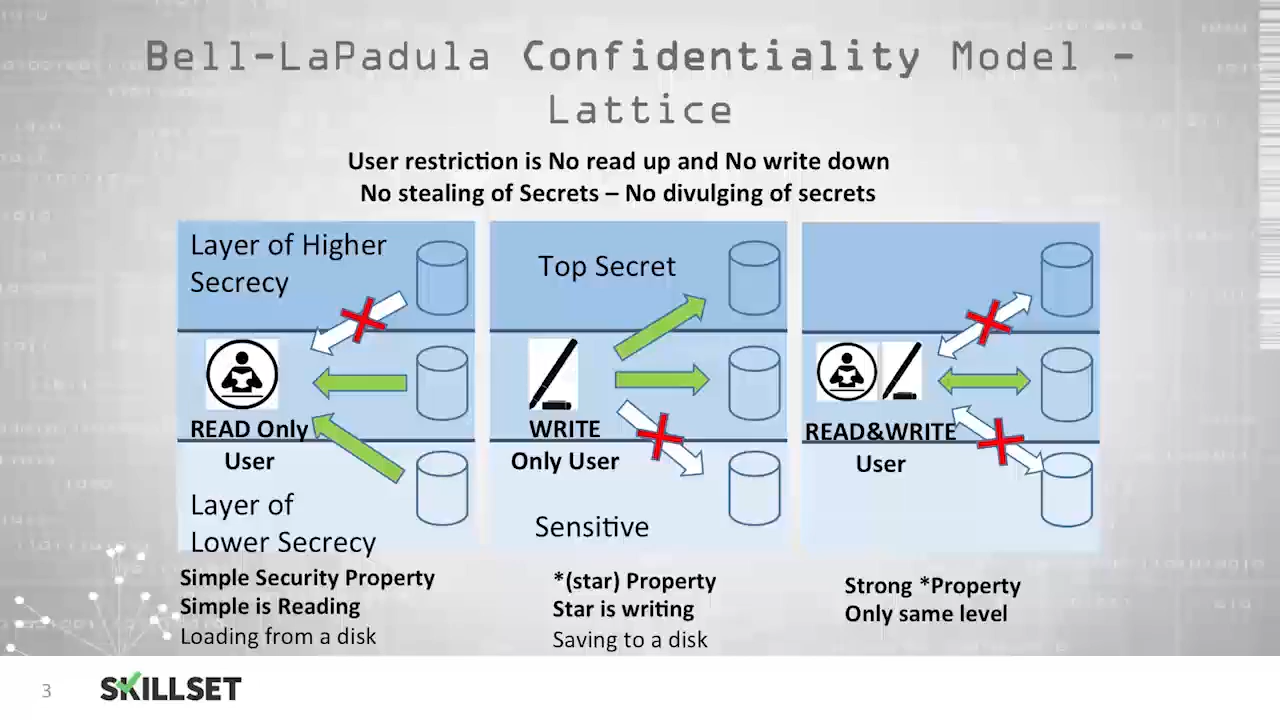 Bell-LaPadula Confidentiality Model –
Lattice
User restriction is No read up and No write down
No stealing of Secrets – No divulging of secrets
Layer of Higher
Secrecy
READ Only
User
Layer of
Lower Secrecy
Top Secret
WRITE
Only User
Sensitive
READ&WRITE
User
Simple Security Property
Simple is Reading
Loading from a disk
*(star) Property
Star is writing
Saving to a disk
Strong *Property
Only same level
3
SKILLSET